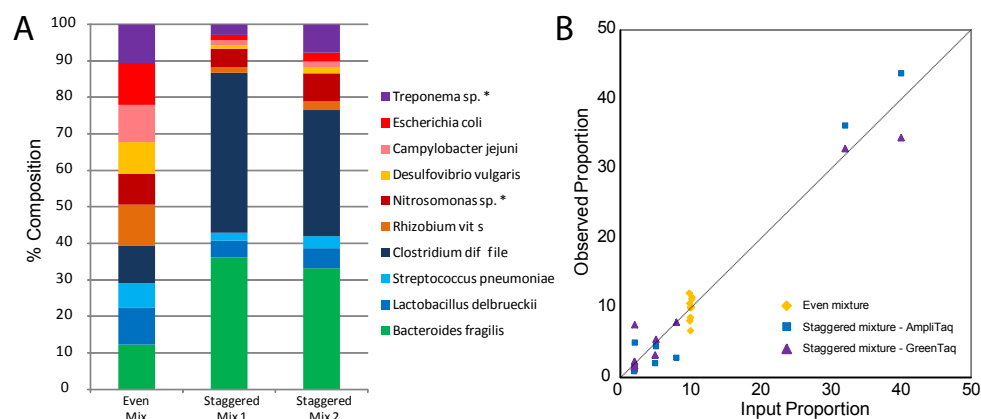 A
% Composition
100
90
80
70
60
50
40
30
20
10
0
Even
Mix
Staggered
Mix 1
Staggered
Mix 2
Treponema sp. *
Escherichia coli
Campylobacter jejuni
Desulfovibrio vulgaris
Nitrosomonas sp. *
Rhizobium vit s
Clostridium dif file
Streptococcus pneumoniae
Lactobacillus delbrueckii
Bacteroides fragilis
B
Observed Proportion
50
40
30
20
10
0
0
10
20
30
40
50
Input Proportion
Even mixture
Staggered mixture - AmpliTaq
Staggered mixture - GreenTaq